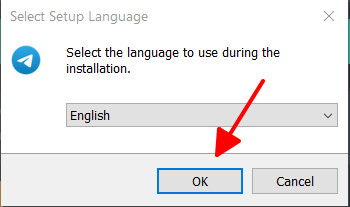 Select Setup Language
Select the language to use during the
installation.
English
OK
Cancel